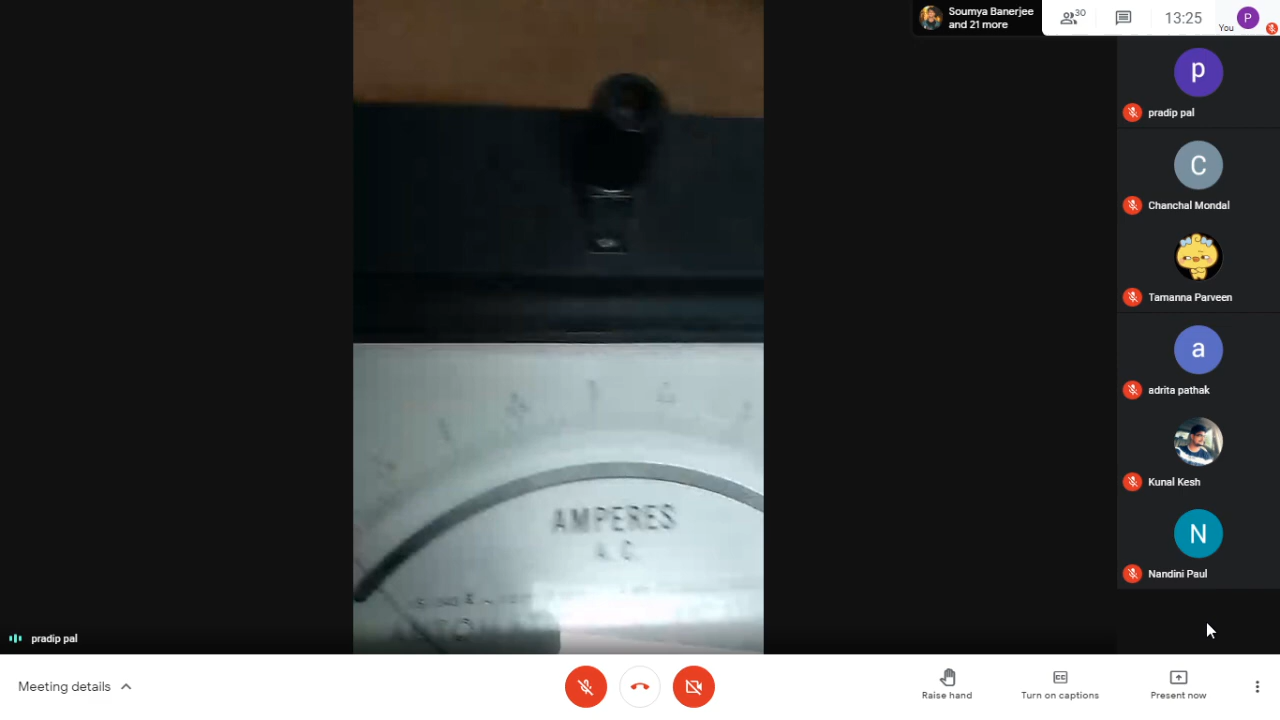 Soumya Banerjee
and 21 more
30
13:25
You
P
p
pradip pal
C
Chanchal Mondal
Tamanna Parveen
a
adrita pathak
Kunal Kesh
N
Nandini Paul
AMPERES
A. C.
pradip pal
Meeting details
Raise hand
CC
Turn on captions
Present now